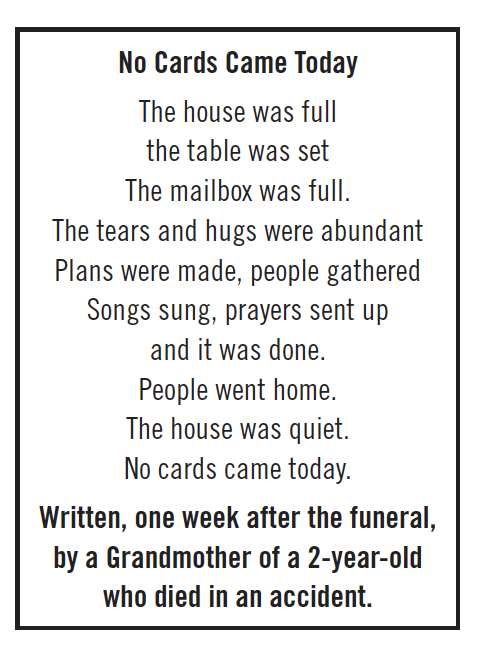 No Cards Came Today
The house was full
the table was set
The mailbox was full.
The tears and hugs were abundant
Plans were made, people gathered
Songs sung, prayers sent up
and it was done.
People went home.
The house was quiet.
No cards came today.
Written, one week after the funeral,
by a Grandmother of a 2-year-old
who died in an accident.